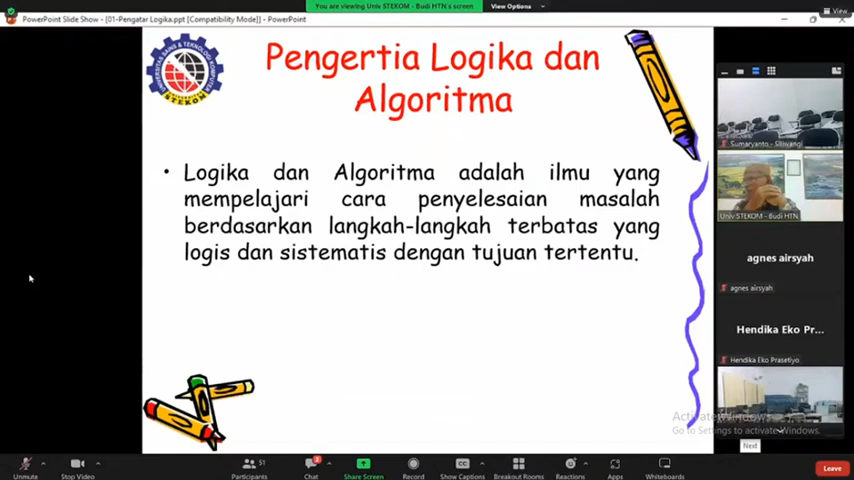 You are viewing Univ STEKOM - Budi HTN's screen
View Options
View
PowerPoint Slide Show - [01-Pengatar Logika.ppt [Compatibility Mode]] - PowerPoint
UNIVERSITAS SAINS & TEKNOLOGI KOMPUTER
STEKOM
Pengertia Logika dan
Algoritma
• Logika dan Algoritma adalah ilmu yang
mempelajari cara penyelesaian masalah
berdasarkan langkah-langkah terbatas yang
logis dan sistematis dengan tujuan tertentu.
Sumaryanto - Siliwangi
Univ STEKOM - Budi HTN
agnes airsyah
agnes airsyah
Hendika Eko Pr...
Hendika Eko Prasetiyo
Activate Windows
Go to Settings to activate Windows.
Next
Unmute
Stop Video
Participants
51
Chat
Share Screen
Record
Show Captions
Breakout Rooms
Reactions
Apps
Whiteboards
Leave